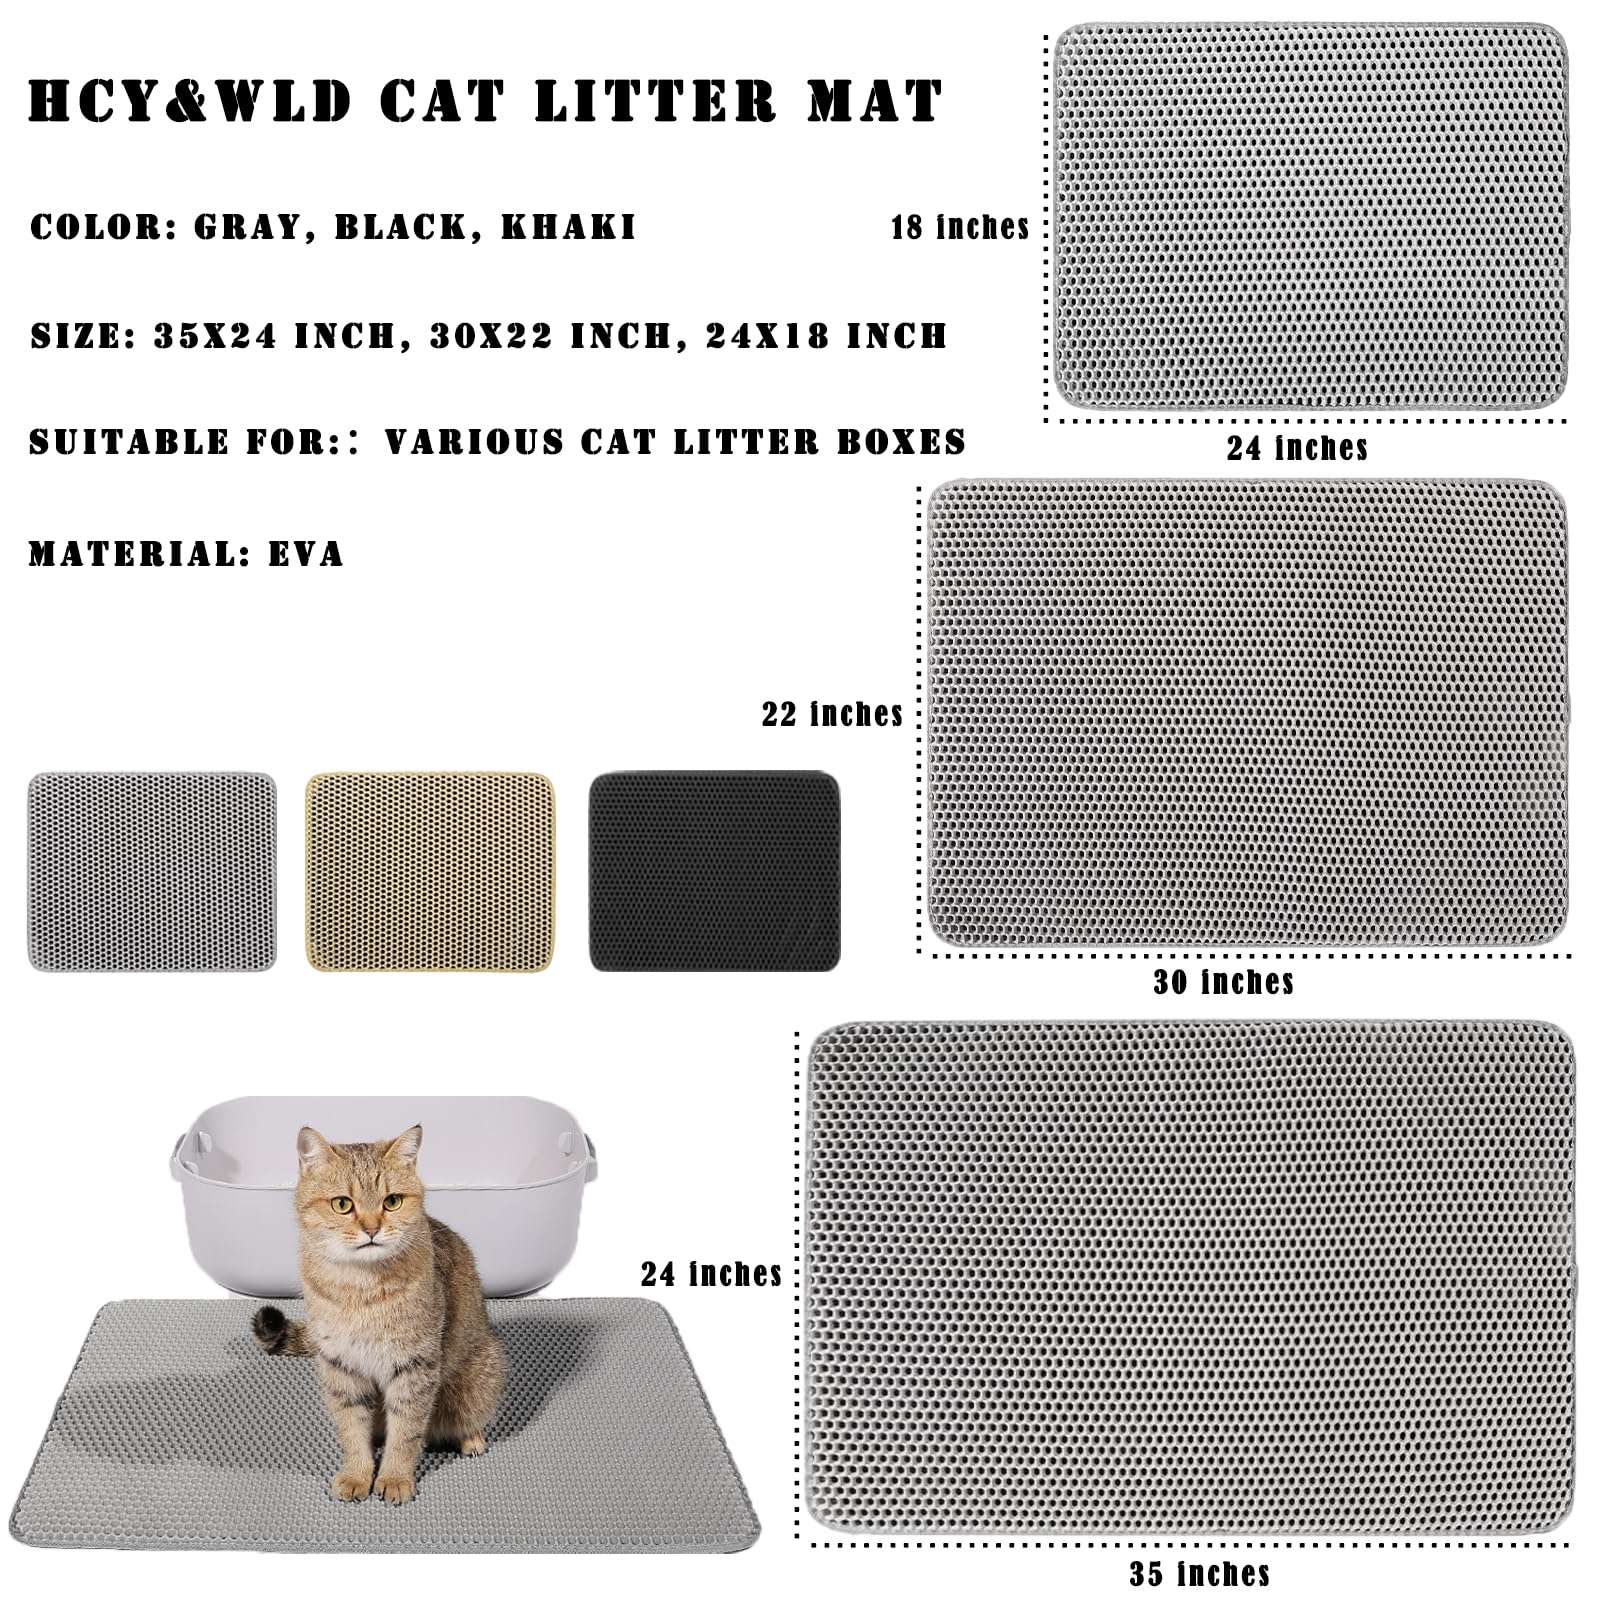 HCY&WLD CAT LITTER MAT
COLOR: GRAY, BLACK, KHAKI
18 inches
SIZE: 35X24 INCH, 30X22 INCH, 24X18 INCH
SUITABLE FOR:: VARIOUS CAT LITTER BOXES
24 inches
MATERIAL: EVA
22 inches
30 inches
24 inches
35 inches